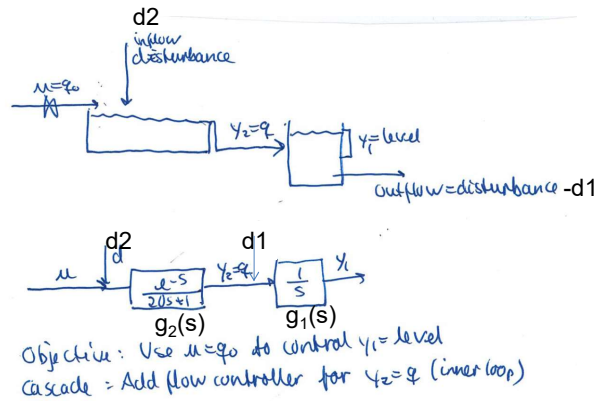 d2
inflow
disturbance
u=q₀
y₂=q
y₁=level
outflow=disturbance -d1
d2
d
d1
u
e⁻ˢ
20s+1
y₂=q
1
s
y₁
g₂(s)
g₁(s)
Objective: Use u=q₀ to control y₁=level
Cascade: Add flow controller for y₂=q (inner loop)